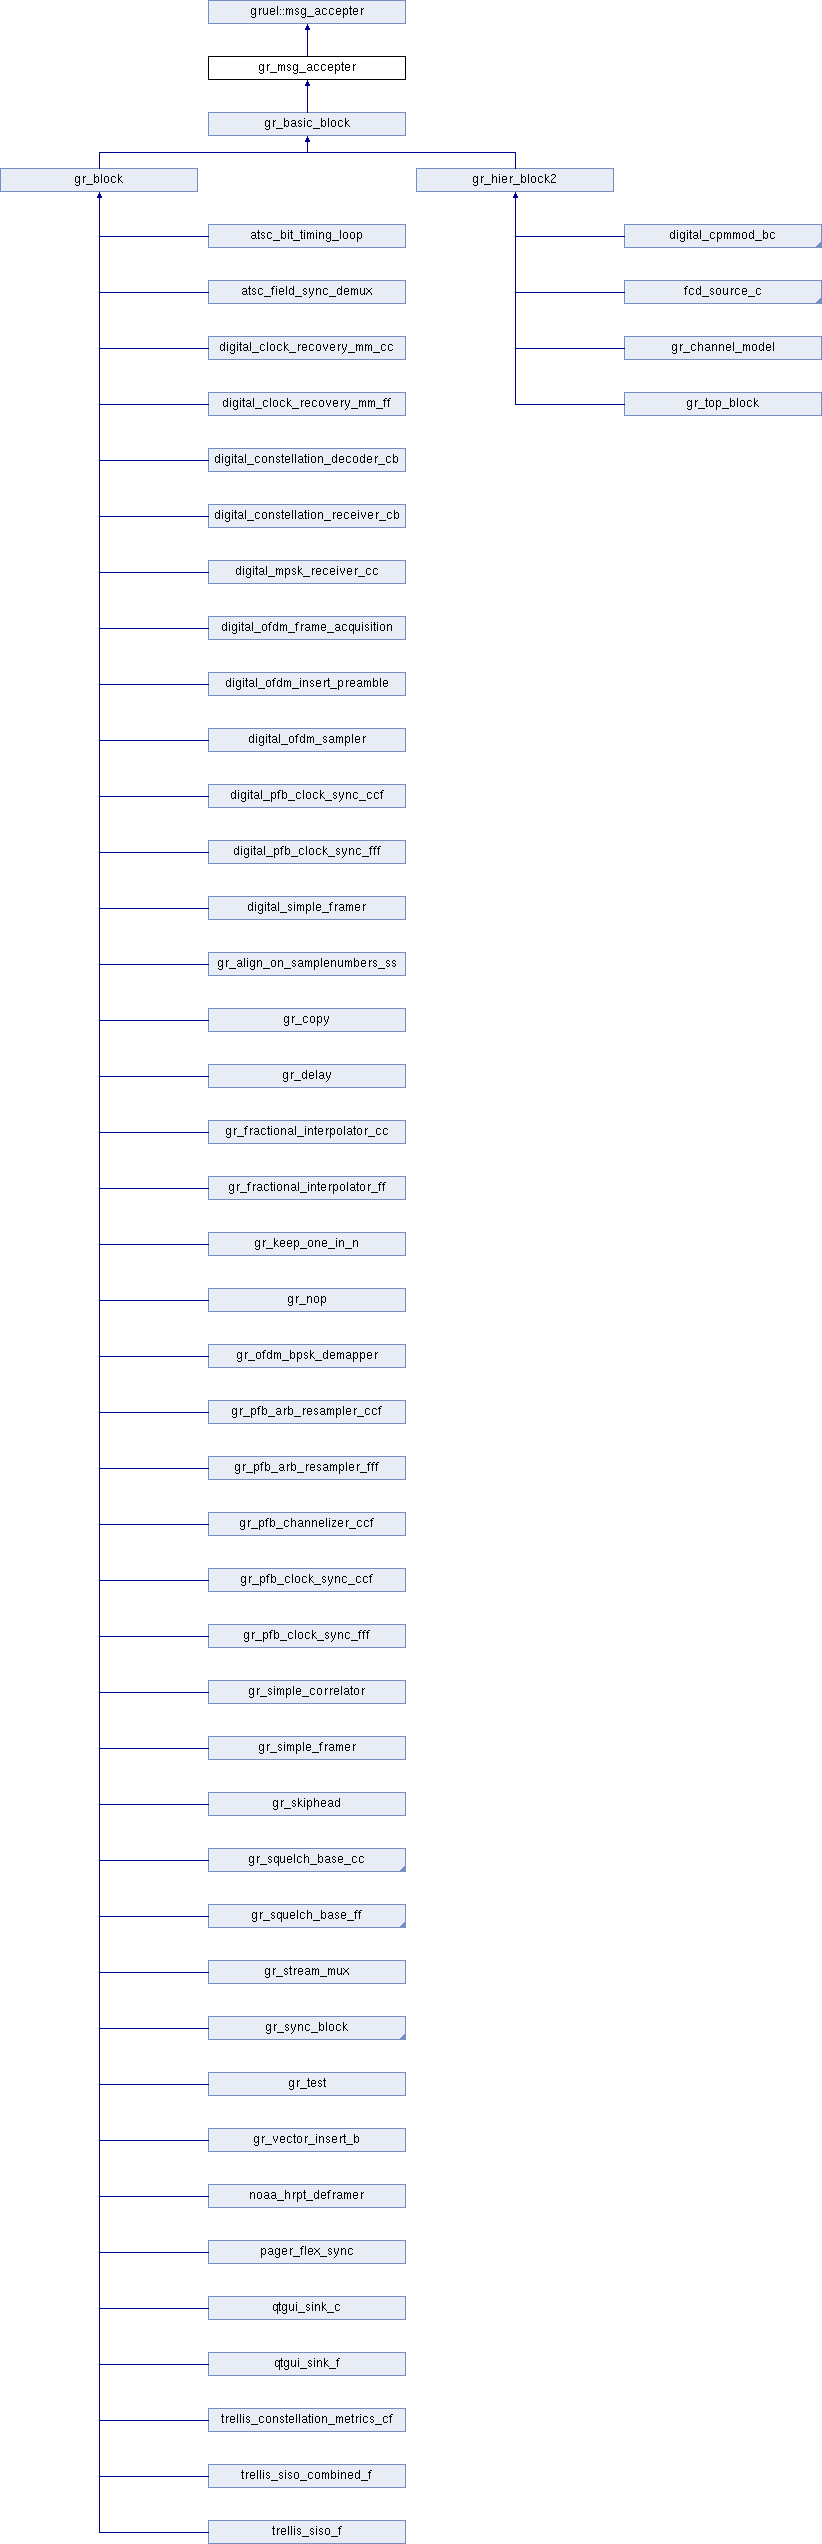 gruel::msg_accepter
gr_msg_accepter
gr_basic_block
gr_block
gr_hier_block2
atsc_bit_timing_loop
digital_cpmmod_bc
atsc_field_sync_demux
fcd_source_c
digital_clock_recovery_mm_cc
gr_channel_model
digital_clock_recovery_mm_ff
gr_top_block
digital_constellation_decoder_cb
digital_constellation_receiver_cb
digital_mpsk_receiver_cc
digital_ofdm_frame_acquisition
digital_ofdm_insert_preamble
digital_ofdm_sampler
digital_pfb_clock_sync_ccf
digital_pfb_clock_sync_fff
digital_simple_framer
gr_align_on_samplenumbers_ss
gr_copy
gr_delay
gr_fractional_interpolator_cc
gr_fractional_interpolator_ff
gr_keep_one_in_n
gr_nop
gr_ofdm_bpsk_demapper
gr_pfb_arb_resampler_ccf
gr_pfb_arb_resampler_fff
gr_pfb_channelizer_ccf
gr_pfb_clock_sync_ccf
gr_pfb_clock_sync_fff
gr_simple_correlator
gr_simple_framer
gr_skiphead
gr_squelch_base_cc
gr_squelch_base_ff
gr_stream_mux
gr_sync_block
gr_test
gr_vector_insert_b
noaa_hrpt_deframer
pager_flex_sync
qtgui_sink_c
qtgui_sink_f
trellis_constellation_metrics_cf
trellis_siso_combined_f
trellis_siso_f